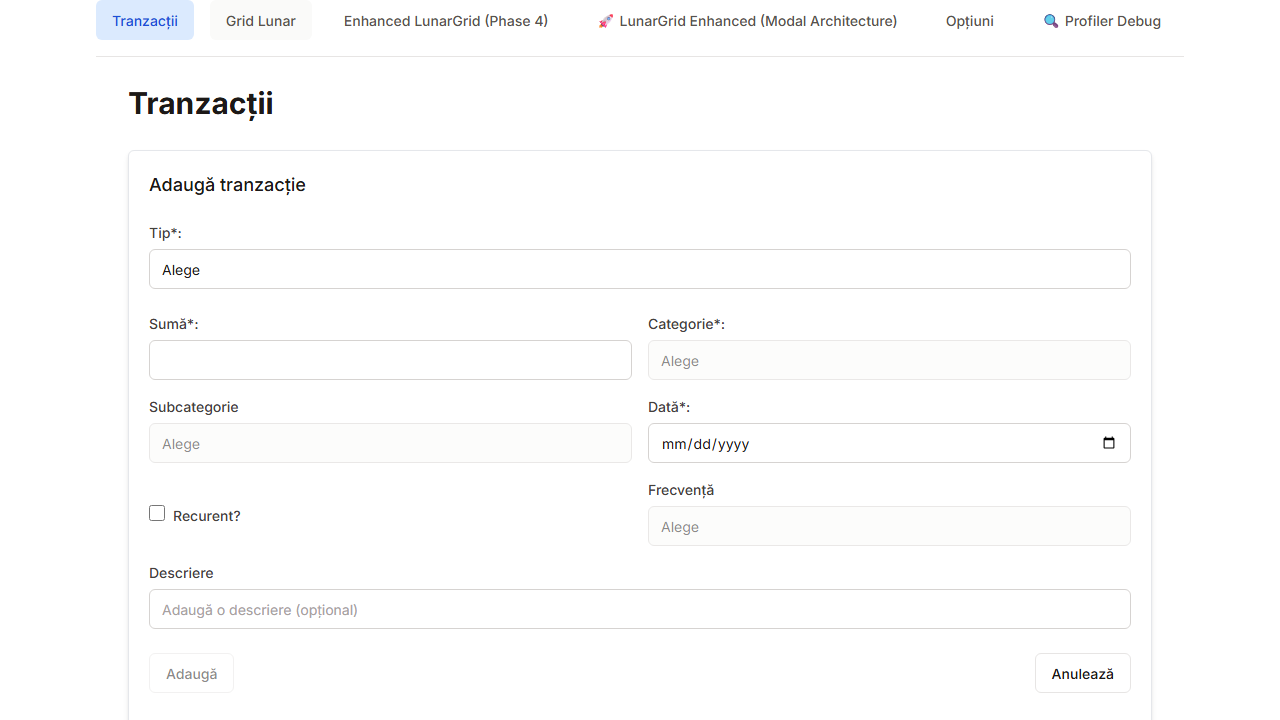 Tranzacții Grid Lunar Enhanced LunarGrid (Phase 4) 🚀 LunarGrid Enhanced (Modal Architecture) Opțiuni 🔍 Profiler Debug
Tranzacții
Adaugă tranzacție
Tip*:
Alege
Sumă*: Categorie*:
Alege
Subcategorie Dată*:
Alege mm/dd/yyyy
Frecvență
Recurent? Alege
Descriere
Adaugă o descriere (opțional)
Adaugă Anulează